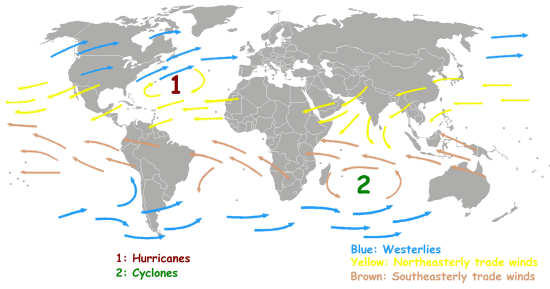 1
2
1: Hurricanes
2: Cyclones
Blue: Westerlies
Yellow: Northeasterly trade winds
Brown: Southeasterly trade winds